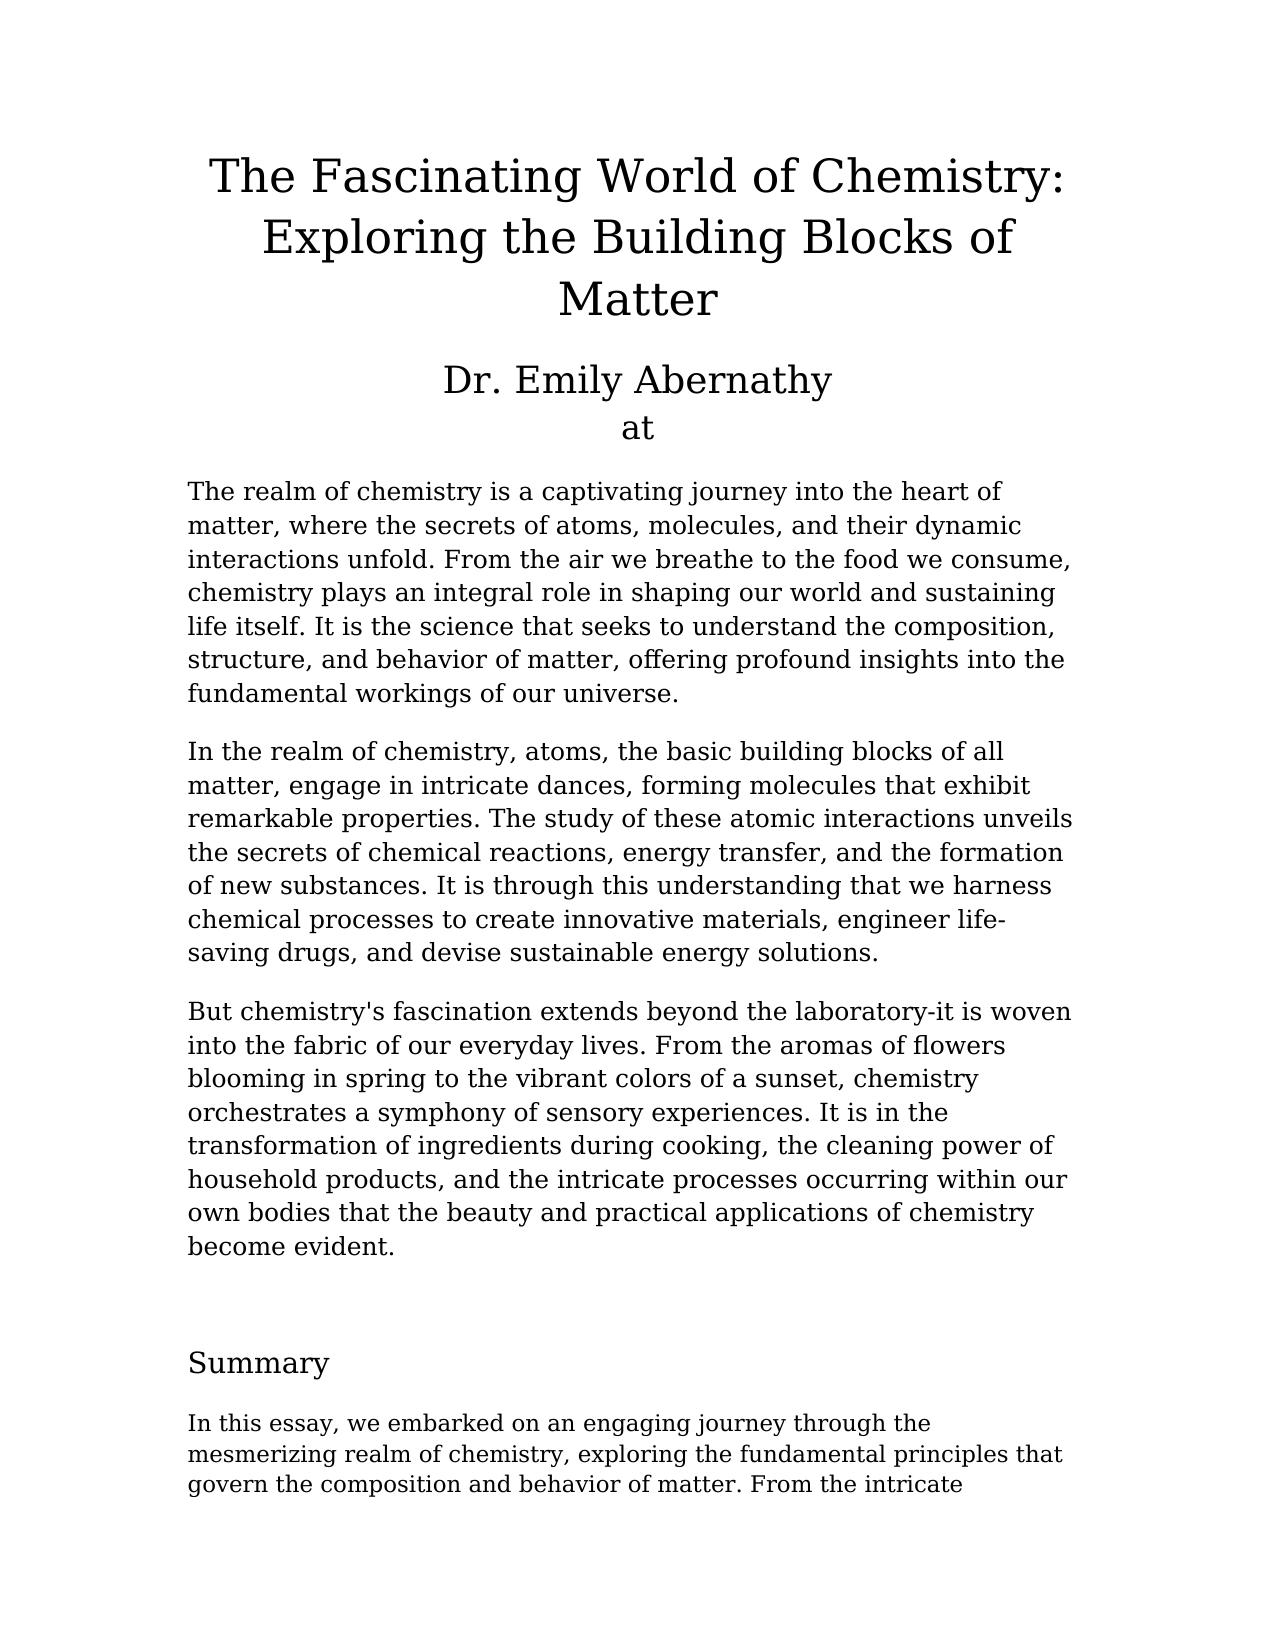 The Fascinating World of Chemistry:
Exploring the Building Blocks of
Matter
Dr. Emily Abernathy
at
The realm of chemistry is a captivating journey into the heart of
matter, where the secrets of atoms, molecules, and their dynamic
interactions unfold. From the air we breathe to the food we consume,
chemistry plays an integral role in shaping our world and sustaining
life itself. It is the science that seeks to understand the composition,
structure, and behavior of matter, offering profound insights into the
fundamental workings of our universe.
In the realm of chemistry, atoms, the basic building blocks of all
matter, engage in intricate dances, forming molecules that exhibit
remarkable properties. The study of these atomic interactions unveils
the secrets of chemical reactions, energy transfer, and the formation
of new substances. It is through this understanding that we harness
chemical processes to create innovative materials, engineer life-
saving drugs, and devise sustainable energy solutions.
But chemistry's fascination extends beyond the laboratory-it is woven
into the fabric of our everyday lives. From the aromas of flowers
blooming in spring to the vibrant colors of a sunset, chemistry
orchestrates a symphony of sensory experiences. It is in the
transformation of ingredients during cooking, the cleaning power of
household products, and the intricate processes occurring within our
own bodies that the beauty and practical applications of chemistry
become evident.
Summary
In this essay, we embarked on an engaging journey through the
mesmerizing realm of chemistry, exploring the fundamental principles that
govern the composition and behavior of matter. From the intricate